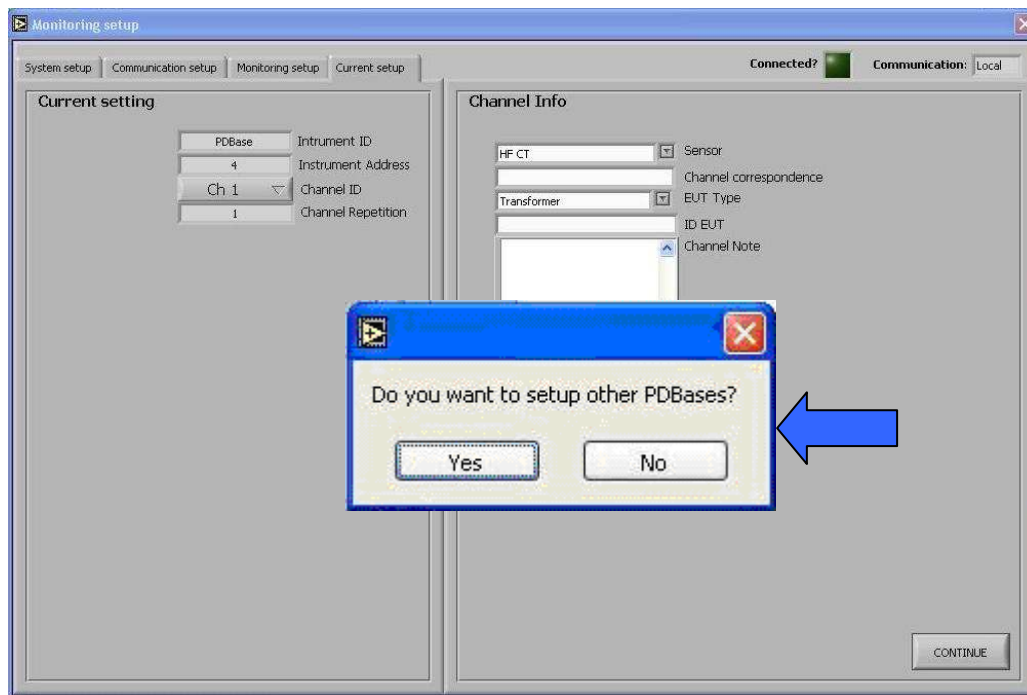 Monitoring setup
System setup Communication setup Monitoring setup Current setup
Connected? Communication: Local
Current setting
PDBase Intrument ID
4 Instrument Address
Ch 1 Channel ID
1 Channel Repetition
Channel Info
HF CT Sensor
Channel correspondence
Transformer EUT Type
ID EUT
Channel Note
Do you want to setup other PDBases?
Yes No
CONTINUE